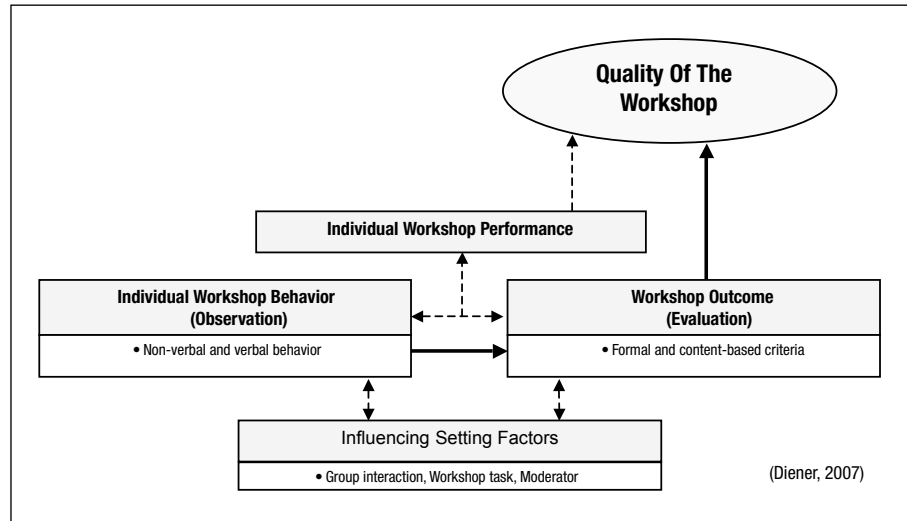 Quality Of The
Workshop
Individual Workshop Performance
Individual Workshop Behavior
(Observation)
• Non-verbal and verbal behavior
Workshop Outcome
(Evaluation)
• Formal and content-based criteria
Influencing Setting Factors
• Group interaction, Workshop task, Moderator
(Diener, 2007)